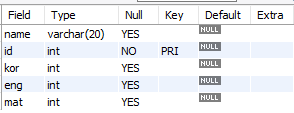 Field Type Null Key Default Extra
name varchar(20) YES NULL
id int NO PRI NULL
kor int YES NULL
eng int YES NULL
mat int YES NULL